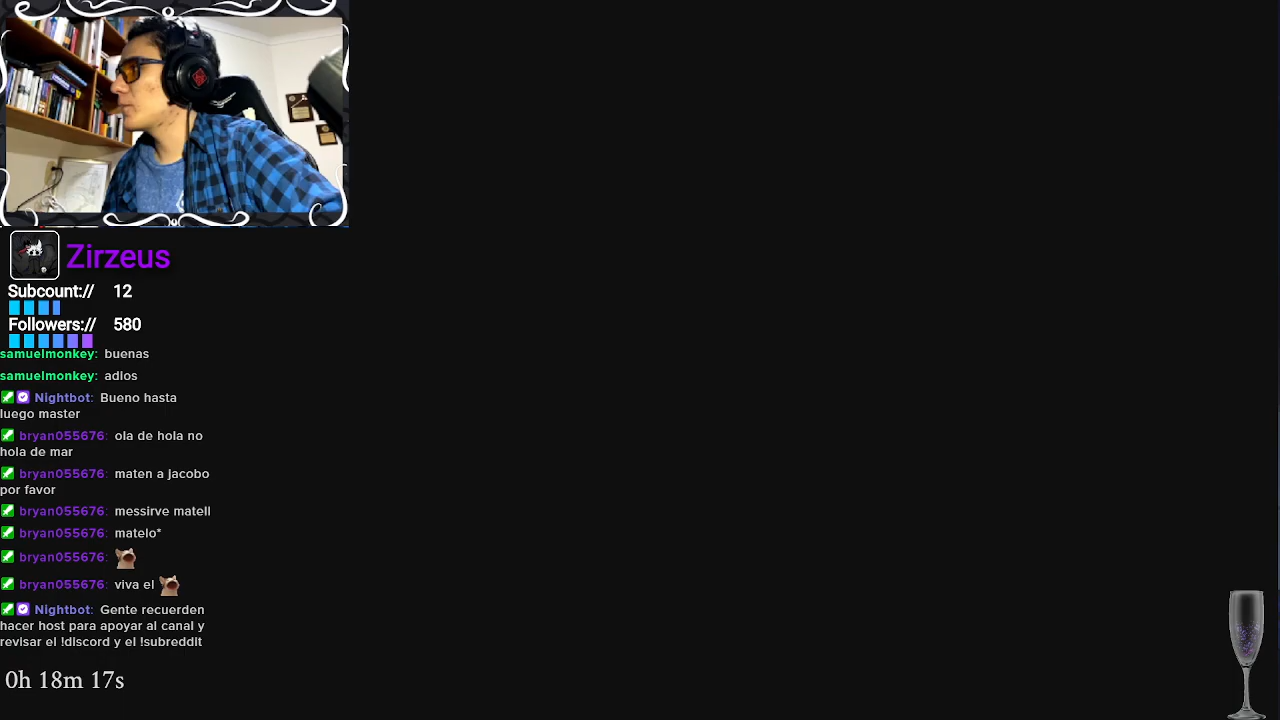 Zirzeus
Subcount:// 12
Followers:// 580
samuelmonkey: buenas
samuelmonkey: adios
Nightbot: Bueno hasta
luego master
bryan055676: ola de hola no
hola de mar
bryan055676: maten a jacobo
por favor
bryan055676: messirve matell
bryan055676: matelo*
bryan055676:
bryan055676: viva el
Nightbot: Gente recuerden
hacer host para apoyar al canal y
revisar el !discord y el !subreddit
0h 18m 17s